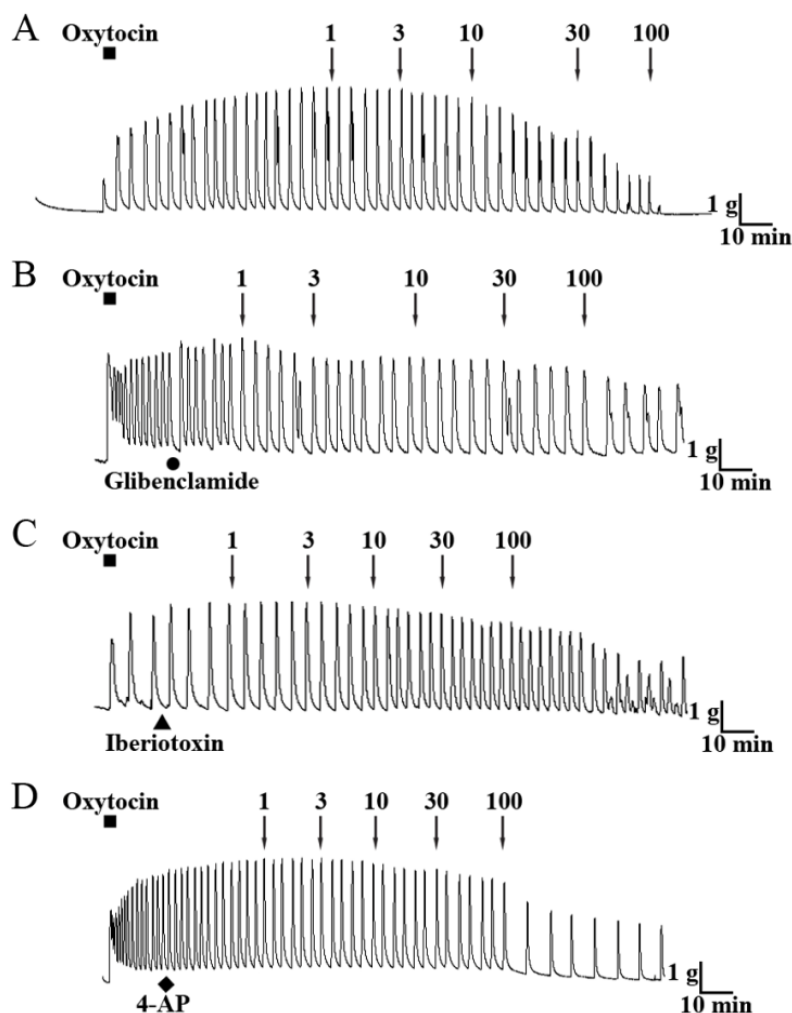 A
Oxytocin 1 3 10 30 100
1 g
10 min
B
Oxytocin 1 3 10 30 100
1 g
10 min
Glibenclamide
C
Oxytocin 1 3 10 30 100
1 g
10 min
Iberiotoxin
D
Oxytocin 1 3 10 30 100
1 g
10 min
4-AP